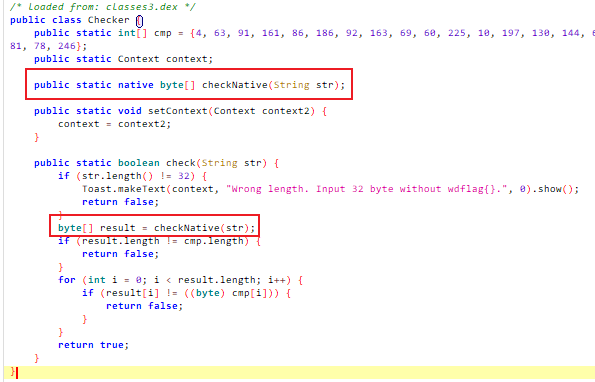 /* loaded from: classes3.dex */
public class Checker {
public static int[] cmp = {4, 63, 91, 161, 86, 186, 92, 163, 69, 60, 225, 10, 197, 130, 144,
81, 78, 246};
public static Context context;
public static native byte[] checkNative(String str);
public static void setContext(Context context2) {
context = context2;
}
public static boolean check(String str) {
if (str.length() != 32) {
Toast.makeText(context, "Wrong length. Input 32 byte without wdflag{}.", 0).show();
return false;
}
byte[] result = checkNative(str);
if (result.length != cmp.length) {
return false;
}
for (int i = 0; i < result.length; i++) {
if (result[i] != ((byte) cmp[i])) {
return false;
}
}
return true;
}
}